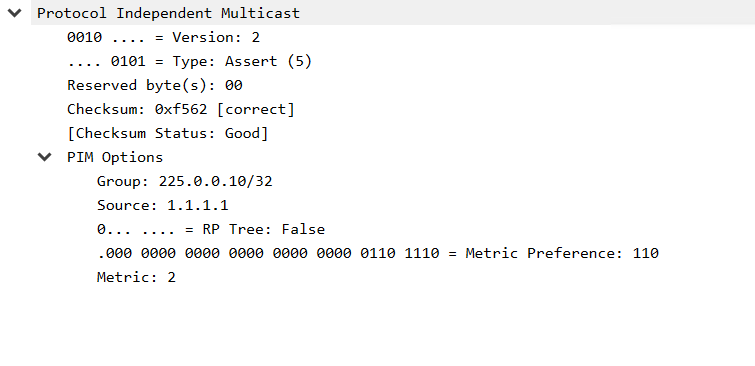 Protocol Independent Multicast
0010 .... = Version: 2
.... 0101 = Type: Assert (5)
Reserved byte(s): 00
Checksum: 0xf562 [correct]
[Checksum Status: Good]
PIM Options
Group: 225.0.0.10/32
Source: 1.1.1.1
0... .... = RP Tree: False
.000 0000 0000 0000 0000 0000 0110 1110 = Metric Preference: 110
Metric: 2